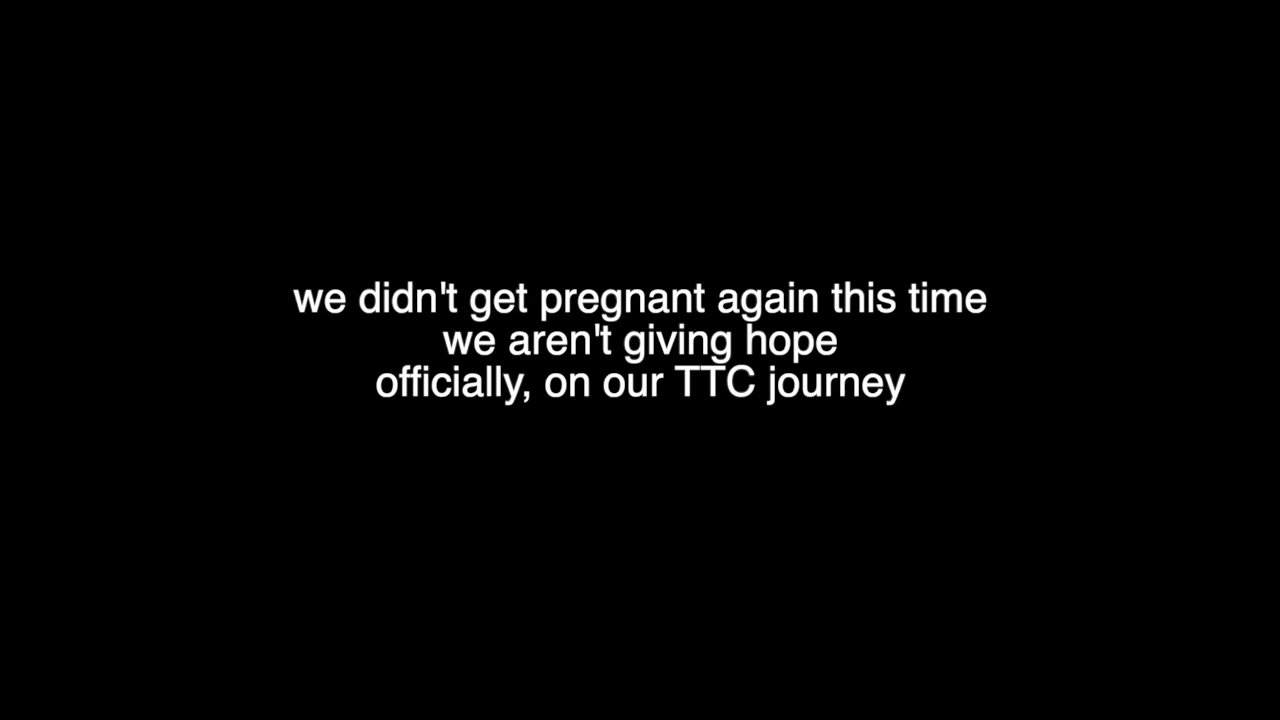 we didn't get pregnant again this time
we aren't giving hope
officially, on our TTC journey